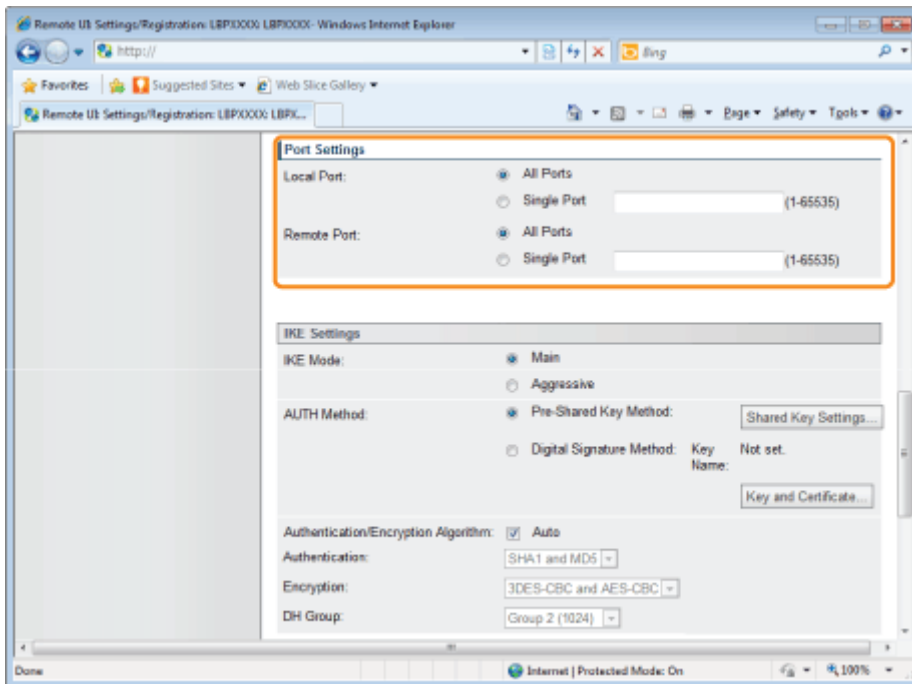 Remote UI: Settings/Registration: LBPXXXX: LBPXXXX- Windows Internet Explorer
http://
Bing
Favorites Suggested Sites Web Slice Gallery
Remote UI: Settings/Registration: LBPXXXX: LBPX...
Page Safety Tools
Port Settings
Local Port: All Ports
Single Port (1-65535)
Remote Port: All Ports
Single Port (1-65535)
IKE Settings
IKE Mode: Main
Aggressive
AUTH Method: Pre-Shared Key Method: Shared Key Settings...
Digital Signature Method: Key Name: Not set.
Key and Certificate...
Authentication/Encryption Algorithm: Auto
Authentication: SHA1 and MD5
Encryption: 3DES-CBC and AES-CBC
DH Group: Group 2 (1024)
Done Internet | Protected Mode: On 100%